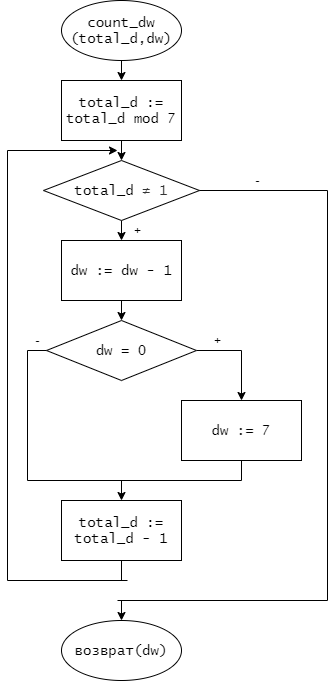 count_dw
(total_d,dw)
total_d :=
total_d mod 7
total_d ≠ 1
-
+
dw := dw - 1
dw = 0
-
+
dw := 7
total_d :=
total_d - 1
возврат(dw)